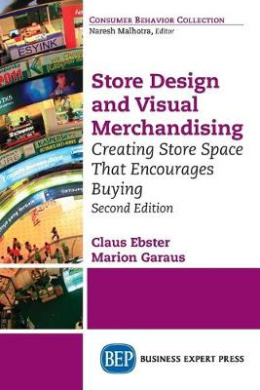 CONSUMER BEHAVIOR COLLECTION
Naresh Malhotra, Editor
ESYINK
Store Design
and Visual
Merchandising
Creating Store Space
That Encourages
Buying
Second Edition
Claus Ebster
Marion Garaus
BEP
BUSINESS EXPERT PRESS